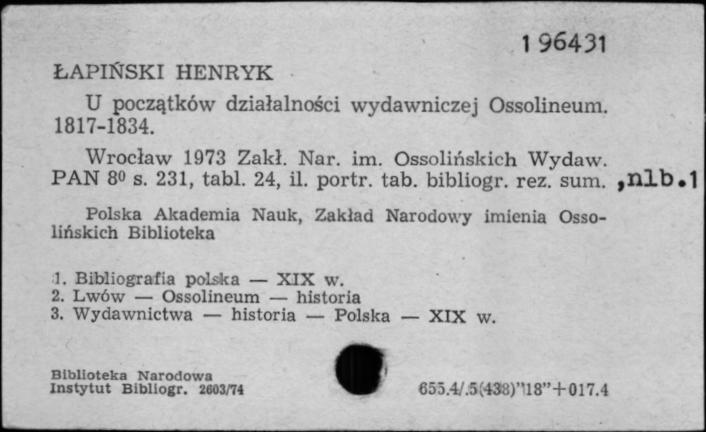 196431
ŁAPIŃSKI HENRYK
U początków działalności wydawniczej Ossolineum.
1817-1834.
Wrocław 1973 Zakł. Nar. im. Ossolińskich Wydaw.
PAN 8⁰ s. 231, tabl. 24, il. portr. tab. bibliogr. rez. sum. ,nlb.1
Polska Akademia Nauk, Zakład Narodowy imienia Osso-
lińskich Biblioteka
1. Bibliografia polska — XIX w.
2. Lwów — Ossolineum — historia
3. Wydawnictwa — historia — Polska — XIX w.
Biblioteka Narodowa
Instytut Bibliogr. 2603/74
655.4/.5(438)"18"+017.4